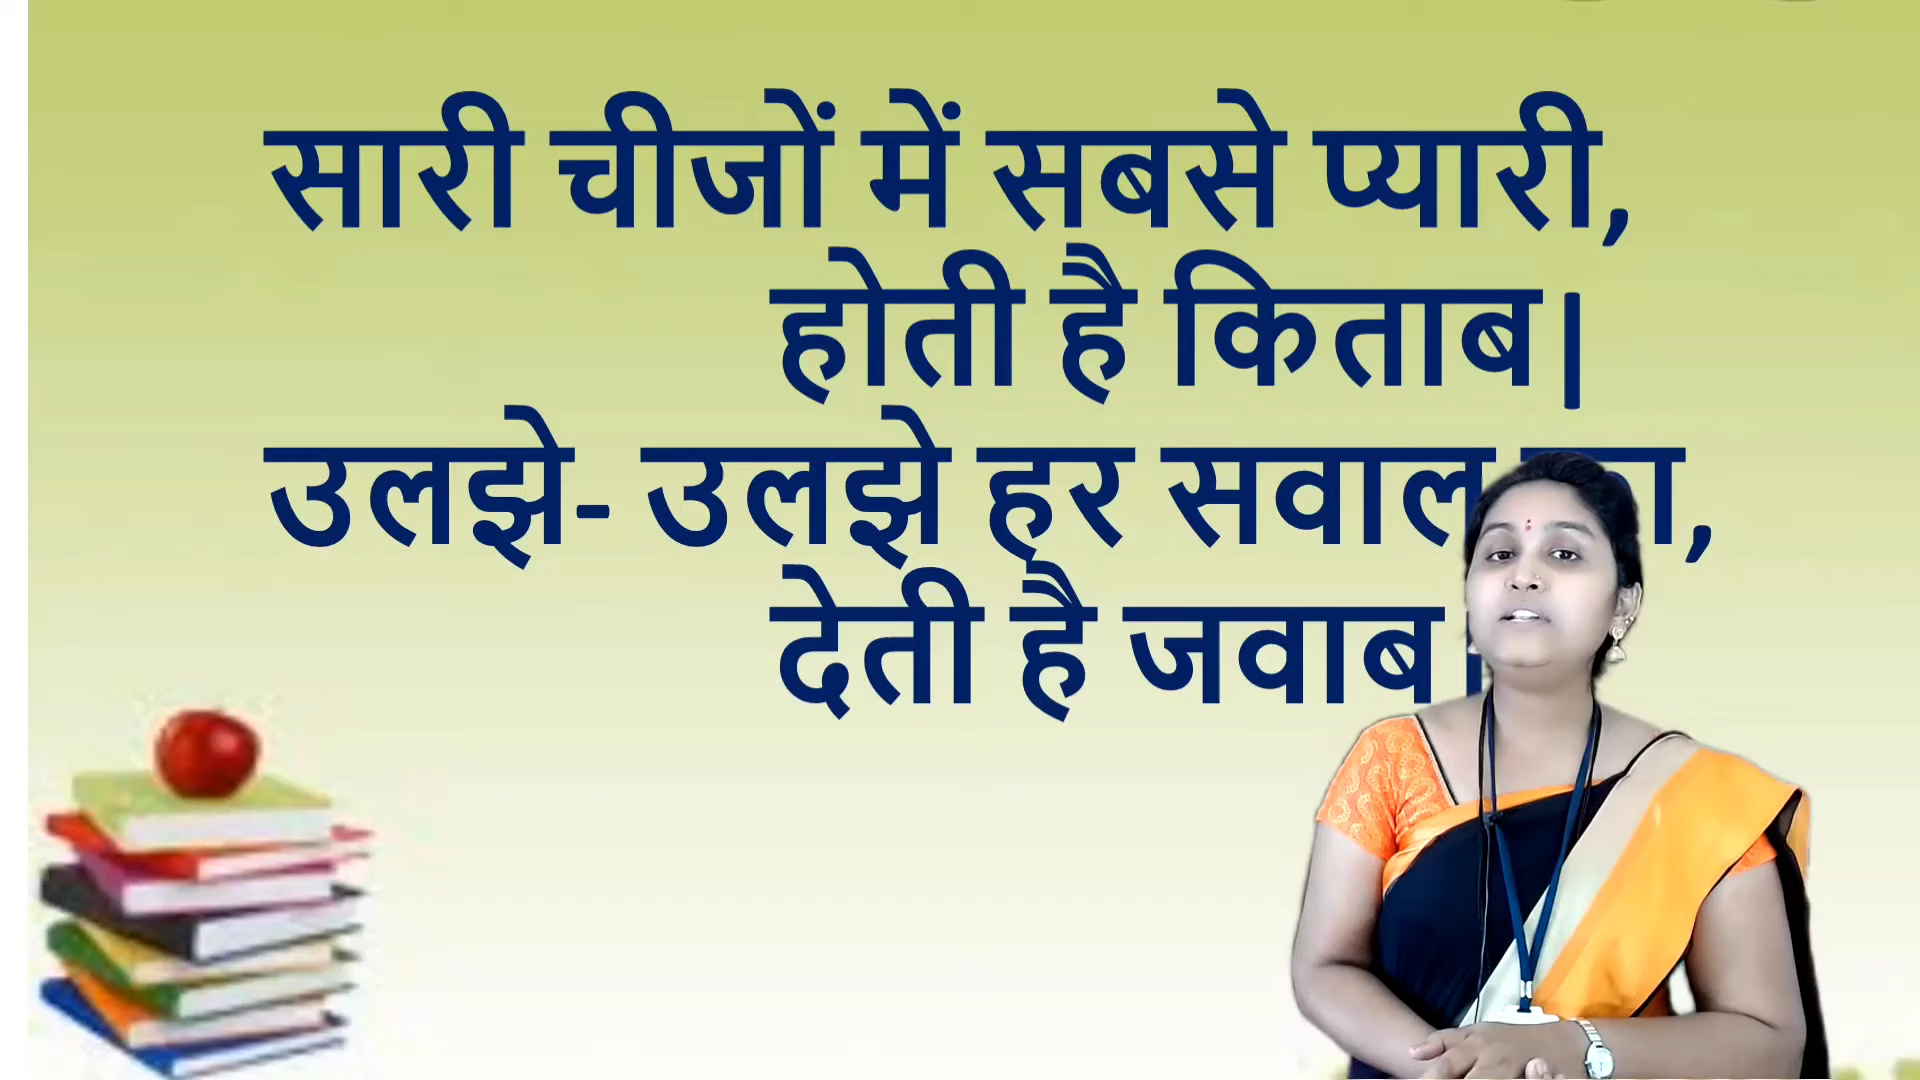 सारी चीजों में सबसे प्यारी,
होती है किताब|
उलझे- उलझे हर सवाल का,
देती है जवाब|